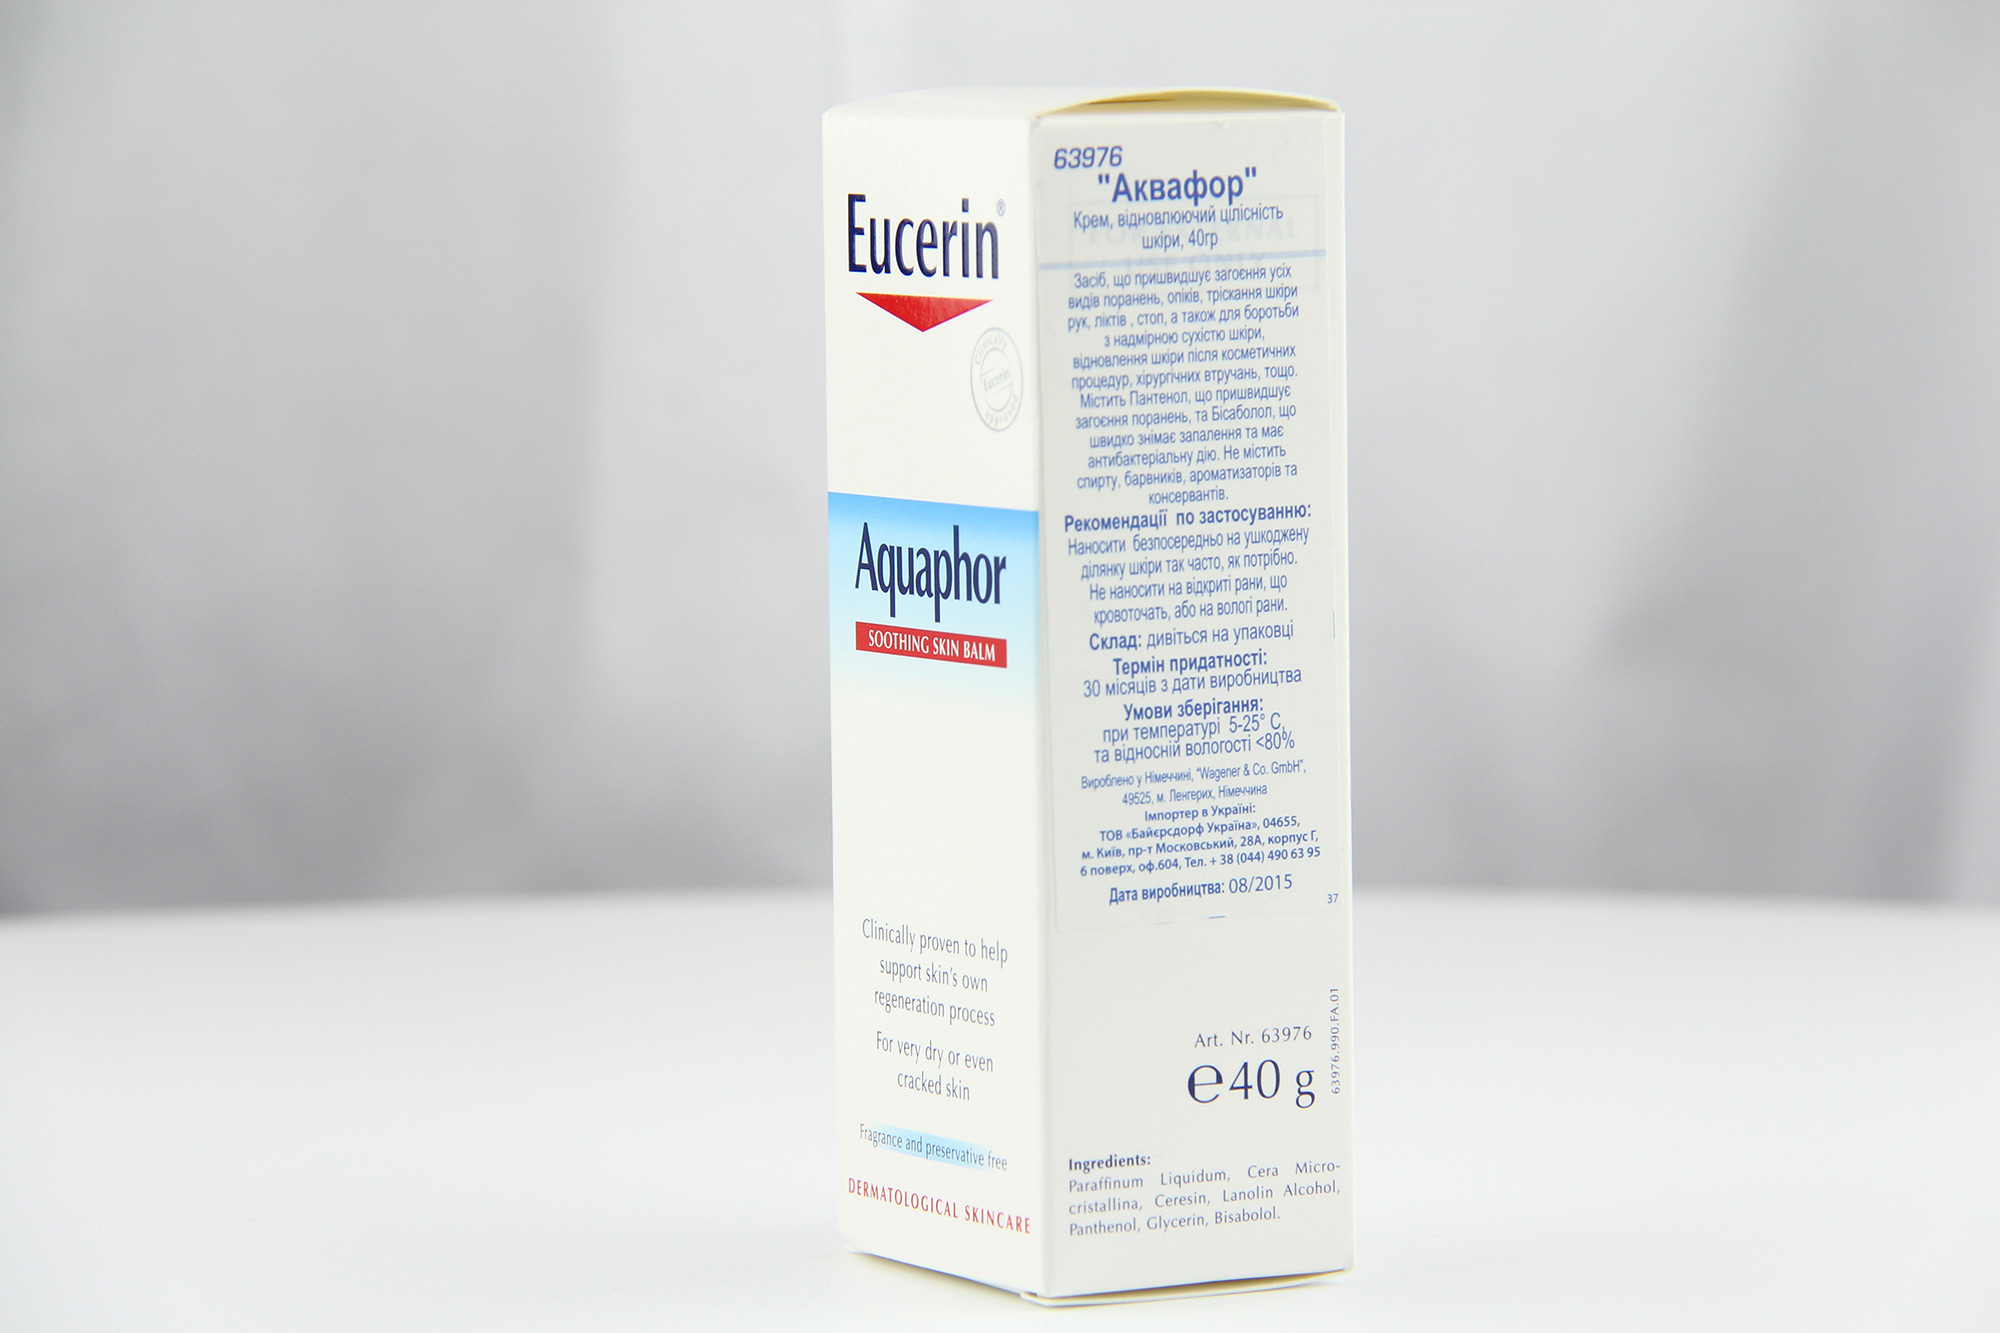 Eucerin®
clinically
Eucerin
approved
Aquaphor
SOOTHING SKIN BALM
Clinically proven to help
support skin's own
regeneration process
For very dry or even
cracked skin
Fragrance and preservative free
DERMATOLOGICAL SKINCARE
63976
"Аквафор"
Крем, відновлюючий цілісність
шкіри, 40гр
Засіб, що пришвидшує загоєння усіх
видів поранень, опіків, тріскання шкіри
рук, ліктів , стоп, а також для боротьби
з надмірною сухістю шкіри,
відновлення шкіри після косметичних
процедур, хірургічних втручань, тощо.
Містить Пантенол, що пришвидшує
загоєння поранень, та Бісаболол, що
швидко знімає запалення та має
антибактеріальну дію. Не містить
спирту, барвників, ароматизаторів та
консервантів.
Рекомендації по застосуванню:
Наносити безпосередньо на ушкоджену
ділянку шкіри так часто, як потрібно.
Не наносити на відкриті рани, що
кровоточать, або на вологі рани.
Склад: дивіться на упаковці
Термін придатності:
30 місяців з дати виробництва
Умови зберігання:
при температурі 5-25° С,
та відносній вологості <80%
Вироблено у Німеччині, "Wagener & Co. GmbH",
49525, м. Ленгерих, Німеччина
Імпортер в Україні:
ТОВ «Байєрсдорф Україна», 04655,
м. Київ, пр-т Московський, 28А, корпус Г,
6 поверх, оф.604, Тел. + 38 (044) 490 63 95
Дата виробництва: 08/2015
37
63976.990.FA.01
Art. Nr. 63976
℮40 g
Ingredients:
Paraffinum Liquidum, Cera Micro-
cristallina, Ceresin, Lanolin Alcohol,
Panthenol, Glycerin, Bisabolol.